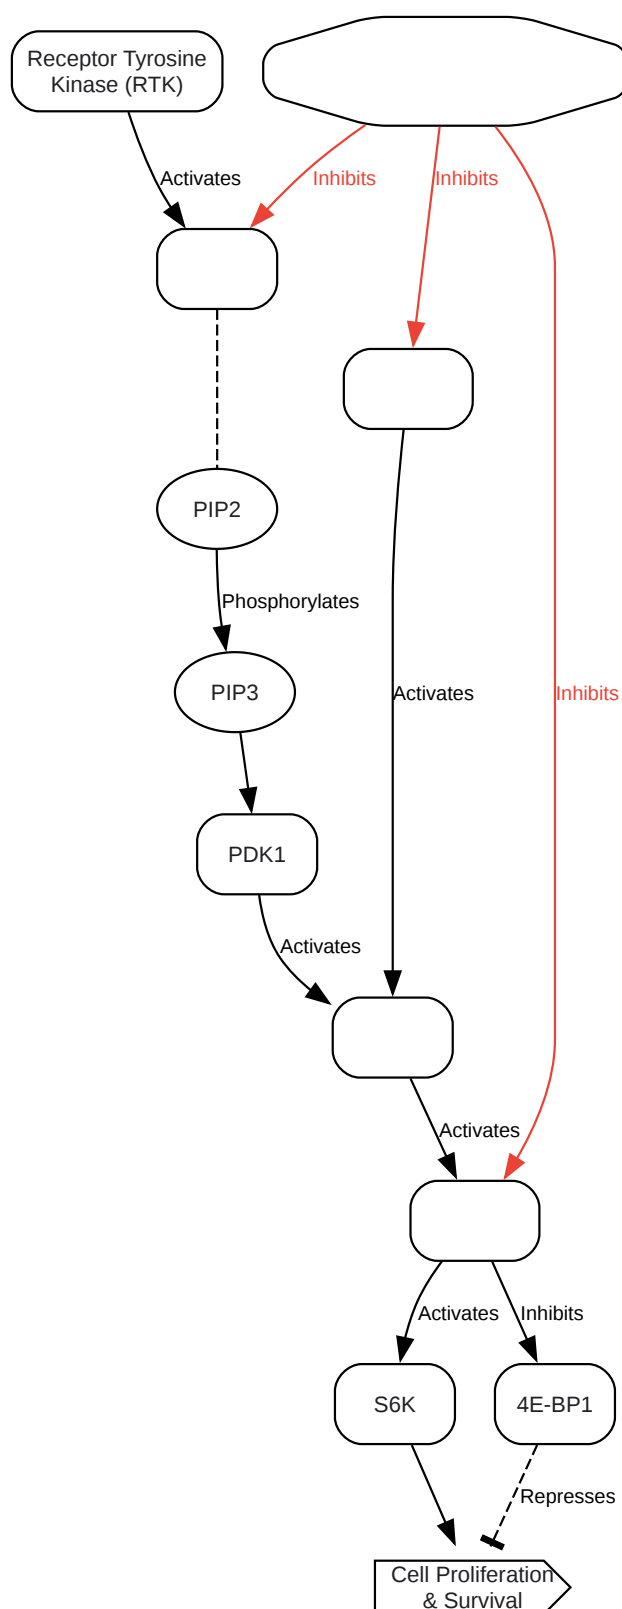 Receptor Tyrosine
Kinase (RTK)
Activates
Inhibits
Inhibits
PIP2
Phosphorylates
PIP3
Activates
Inhibits
PDK1
Activates
Activates
Activates
Inhibits
S6K
4E-BP1
Represses
Cell Proliferation
& Survival